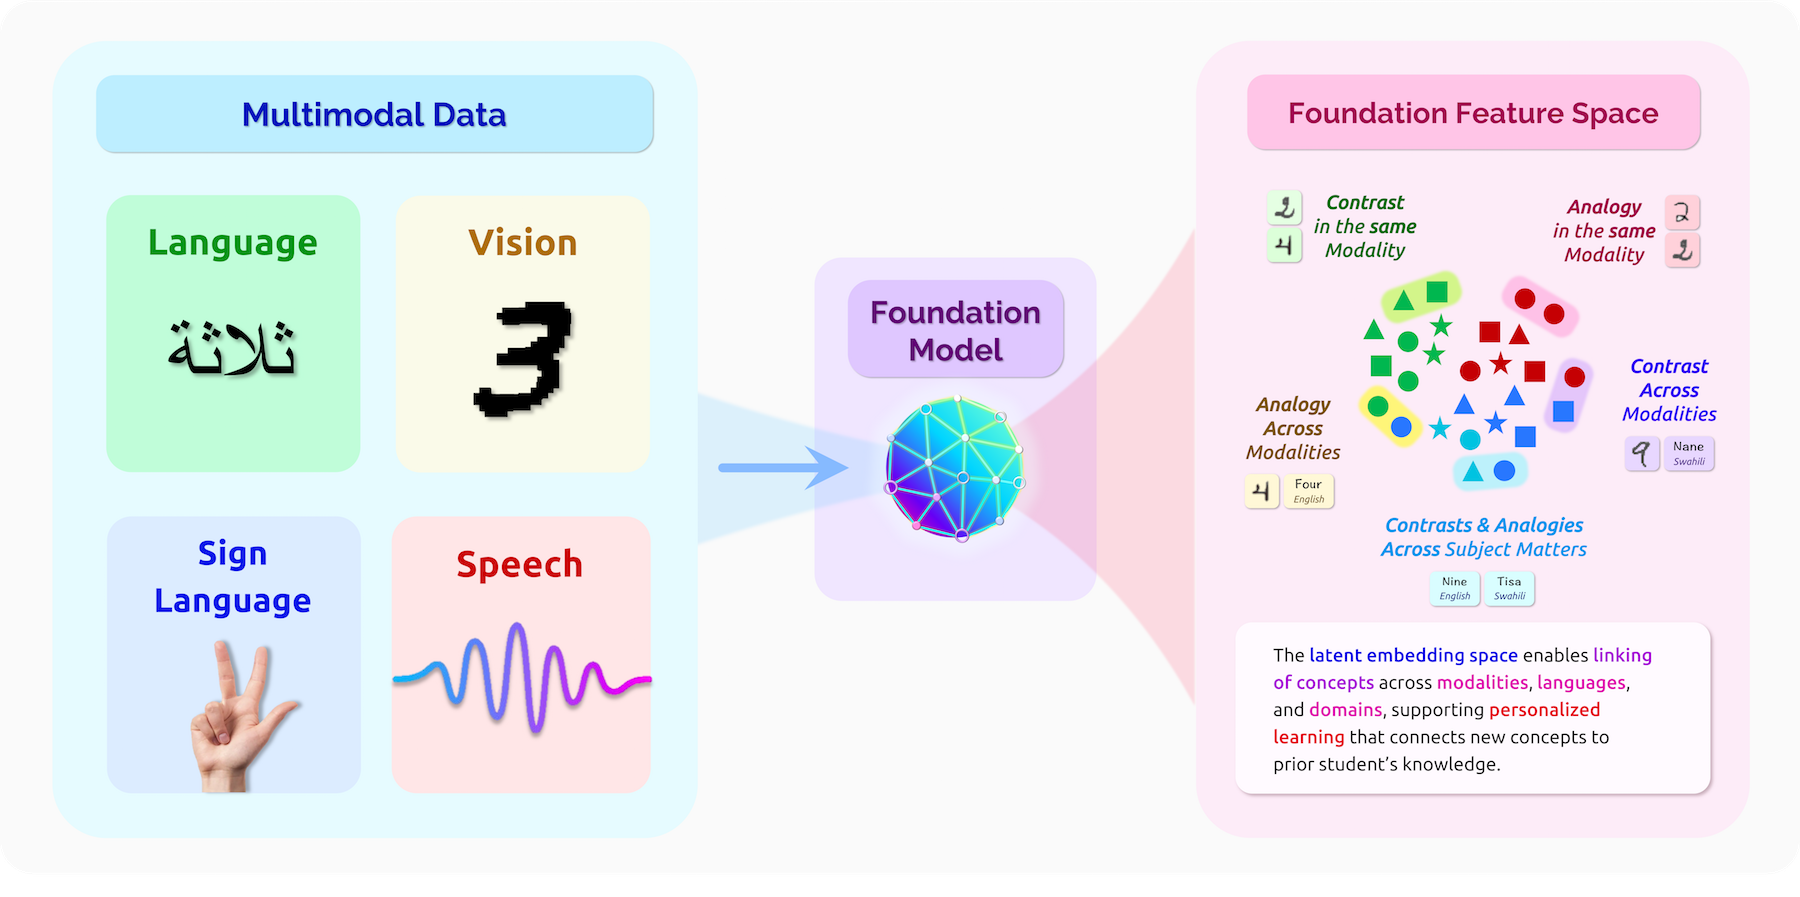 Multimodal Data
Language
ثلاثة
Vision
3
Sign
Language
Speech
Foundation
Model
Foundation Feature Space
2
4
Contrast
in the same
Modality
Analogy
in the same
Modality
2
2
Contrast
Across
Modalities
9
Nane
Swahili
Analogy
Across
Modalities
4
Four
English
Contrasts & Analogies
Across Subject Matters
Nine
English
Tisa
Swahili
The latent embedding space enables linking
of concepts across modalities, languages,
and domains, supporting personalized
learning that connects new concepts to
prior student’s knowledge.